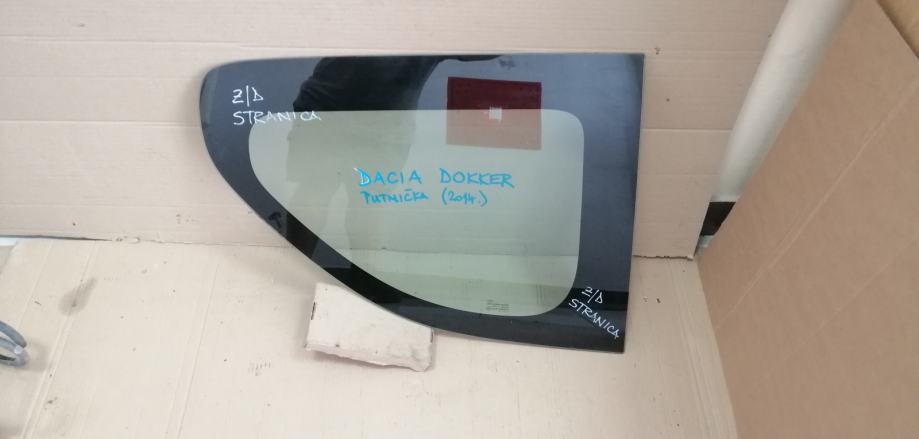 Z/D
STRANICA
DACIA DOKKER
PUTNIČKA (2014.)
Z/D
STRANICA